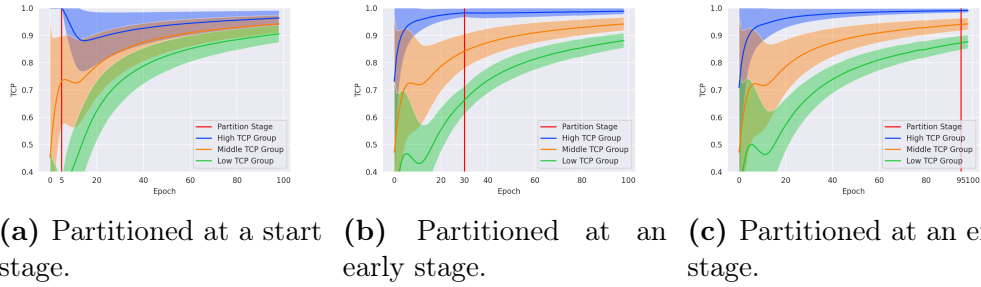 1.0
0.9
0.8
0.7
0.6
0.5
0.4
TCP
0 5 20 40 60 80 100
Epoch
Partition Stage
High TCP Group
Middle TCP Group
Low TCP Group
1.0
0.9
0.8
0.7
0.6
0.5
0.4
TCP
0 20 30 40 60 80 100
Epoch
Partition Stage
High TCP Group
Middle TCP Group
Low TCP Group
1.0
0.9
0.8
0.7
0.6
0.5
0.4
TCP
0 20 40 60 80 95100
Epoch
Partition Stage
High TCP Group
Middle TCP Group
Low TCP Group
(a) Partitioned at a start
stage.
(b) Partitioned at an
early stage.
(c) Partitioned at an
stage.